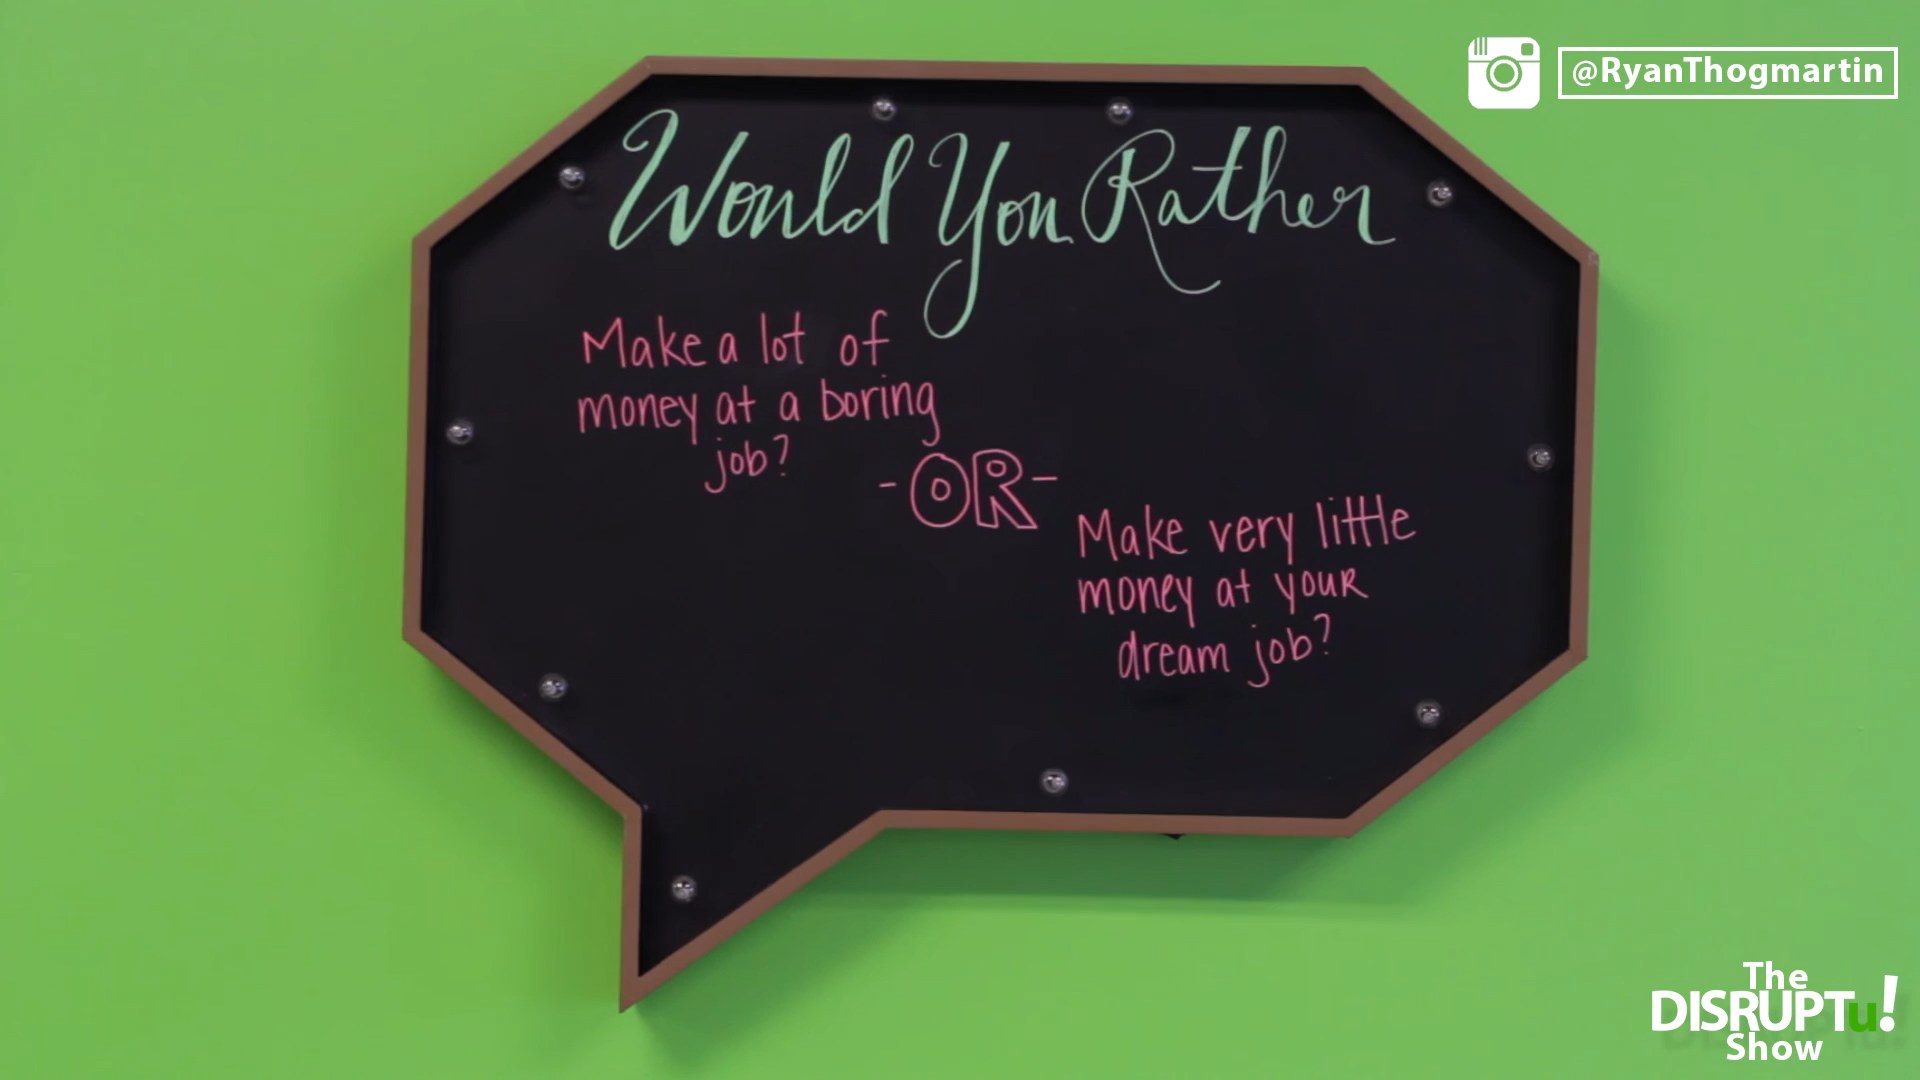 @RyanThogmartin
Would You Rather
Make a lot of
money at a boring
job?
-OR-
Make very little
money at your
dream job?
The
DISRUPTu!
Show